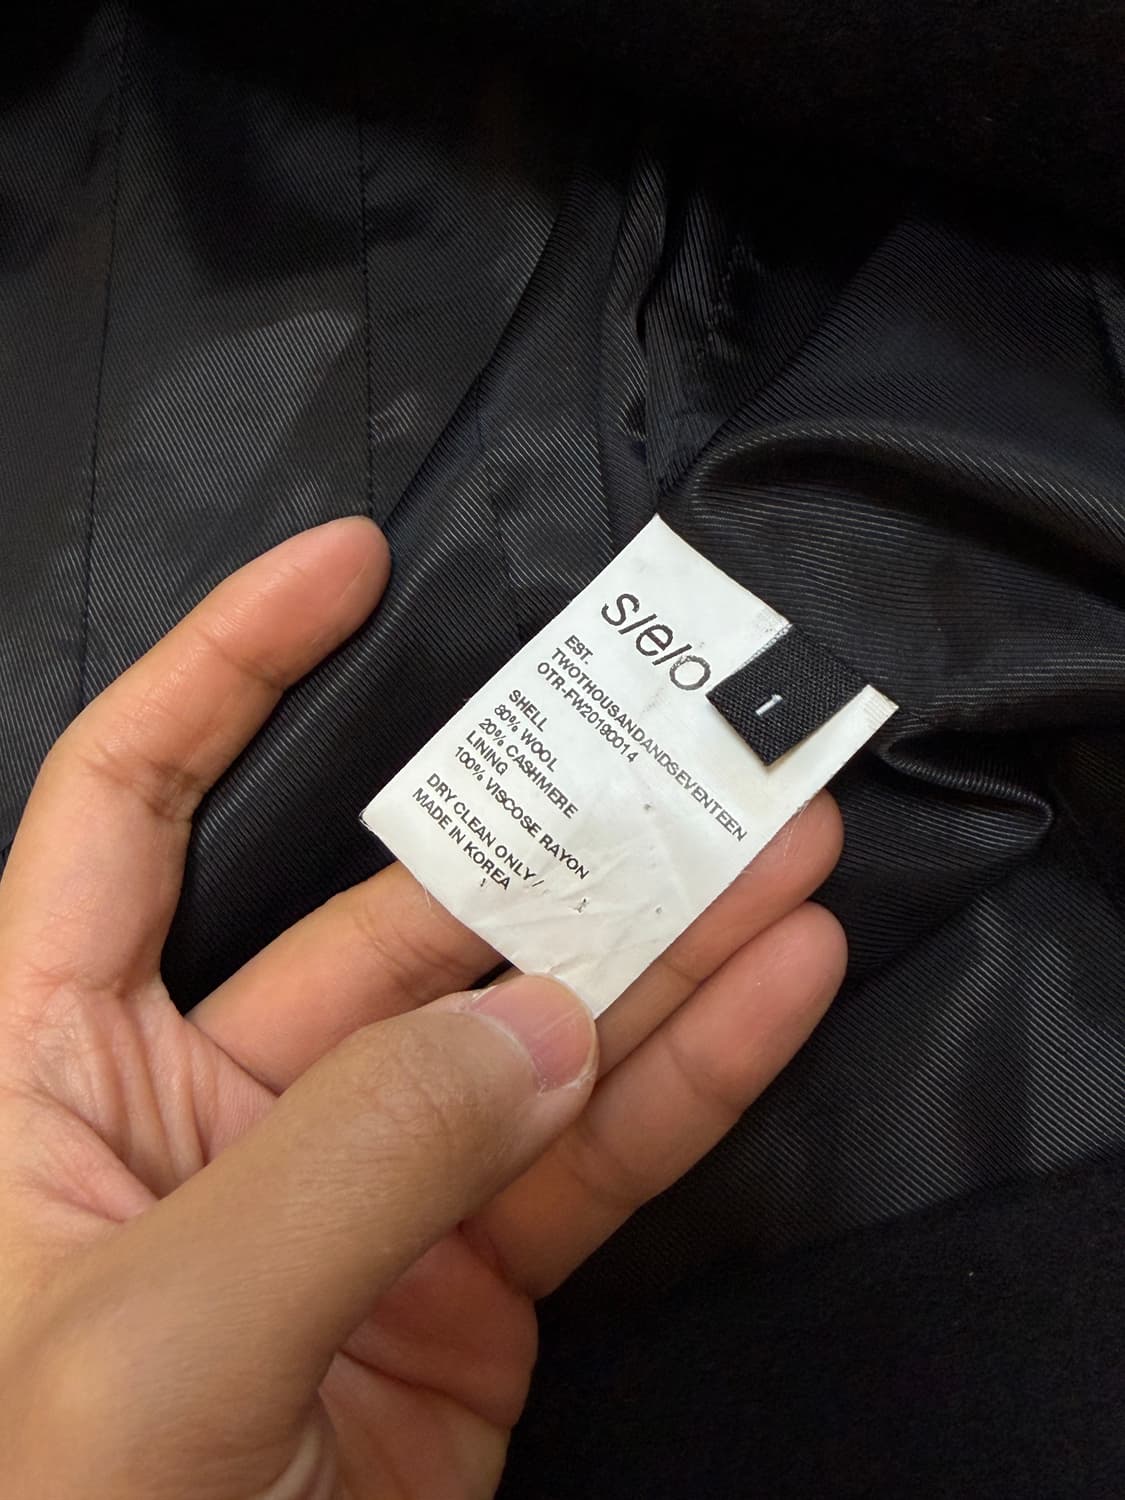 s/e/o
1
EST.
TWOTHOUSANDANDSEVENTEEN
OTR-FW20190014
SHELL
80% WOOL
20% CASHMERE
LINING
100% VISCOSE RAYON
DRY CLEAN ONLY /
MADE IN KOREA